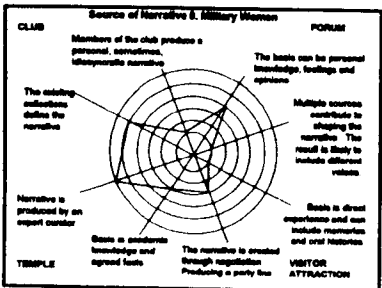 Source of Narrative 8. Military Women
CLUB
FORUM
Members of the club produce a
personal, sometimes,
idiosyncratic narrative
The basis can be personal
knowledge, feelings and
opinions
The existing
collections
define the
narrative
Multiple sources
contribute to
shaping the
narrative The
result is likely to
include different
values
Narrative is
produced by an
expert curator
Basis is direct
experience and can
include memories
and oral histories
Basis is academic
knowledge and
agreed facts
The narrative is created
through negotiation
Producing a party line
TEMPLE
VISITOR
ATTRACTION